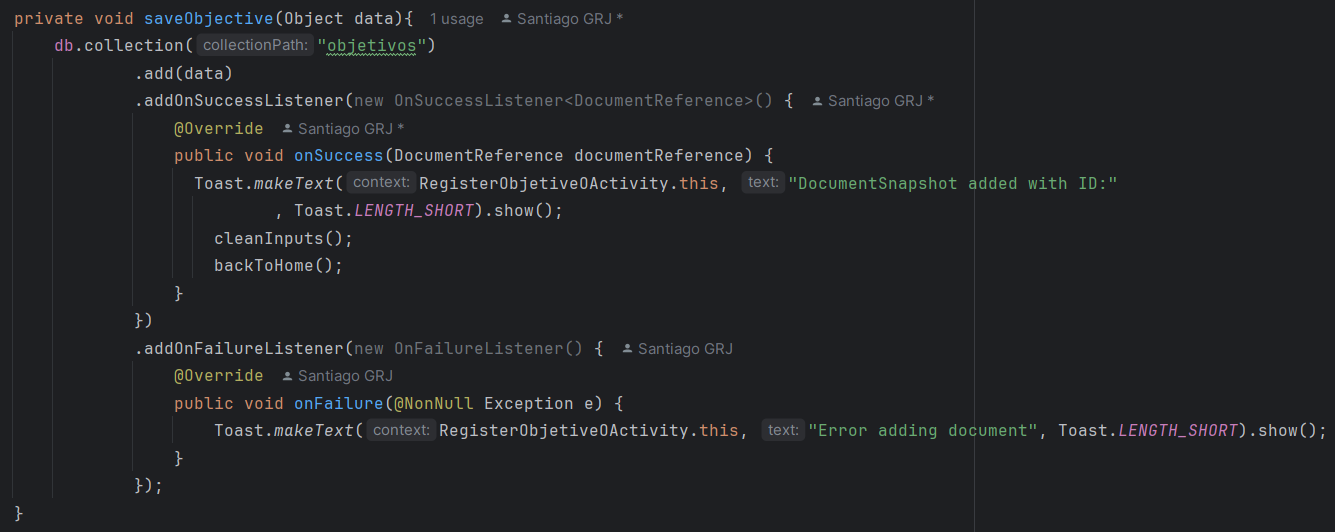 private void saveObjective(Object data){ 1 usage Santiago GRJ *
db.collection( collectionPath: "objetivos")
.add(data)
.addOnSuccessListener(new OnSuccessListener<DocumentReference>() { Santiago GRJ *
@Override Santiago GRJ *
public void onSuccess(DocumentReference documentReference) {
Toast.makeText( context: RegisterObjetiveOActivity.this, text: "DocumentSnapshot added with ID:"
, Toast.LENGTH_SHORT).show();
cleanInputs();
backToHome();
}
})
.addOnFailureListener(new OnFailureListener() { Santiago GRJ
@Override Santiago GRJ
public void onFailure(@NonNull Exception e) {
Toast.makeText( context: RegisterObjetiveOActivity.this, text: "Error adding document", Toast.LENGTH_SHORT).show();
}
});
}